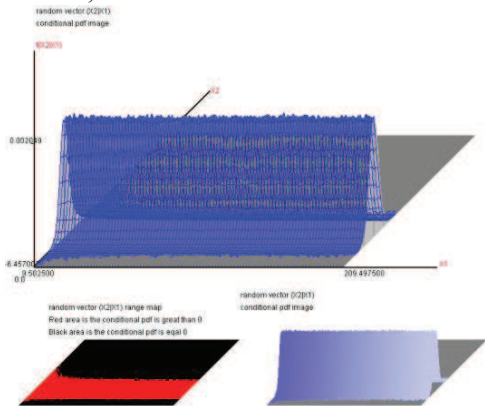 random vector (X2|X1)
conditional pdf image
f(X2|X1)
X2
0.002049
-6.45700
9.502500
209.497500
X1
0.0
random vector (X2|X1) range map
Red area is the conditional pdf is great than 0
Black area is the conditional pdf is eqal 0
random vector (X2|X1)
conditional pdf image